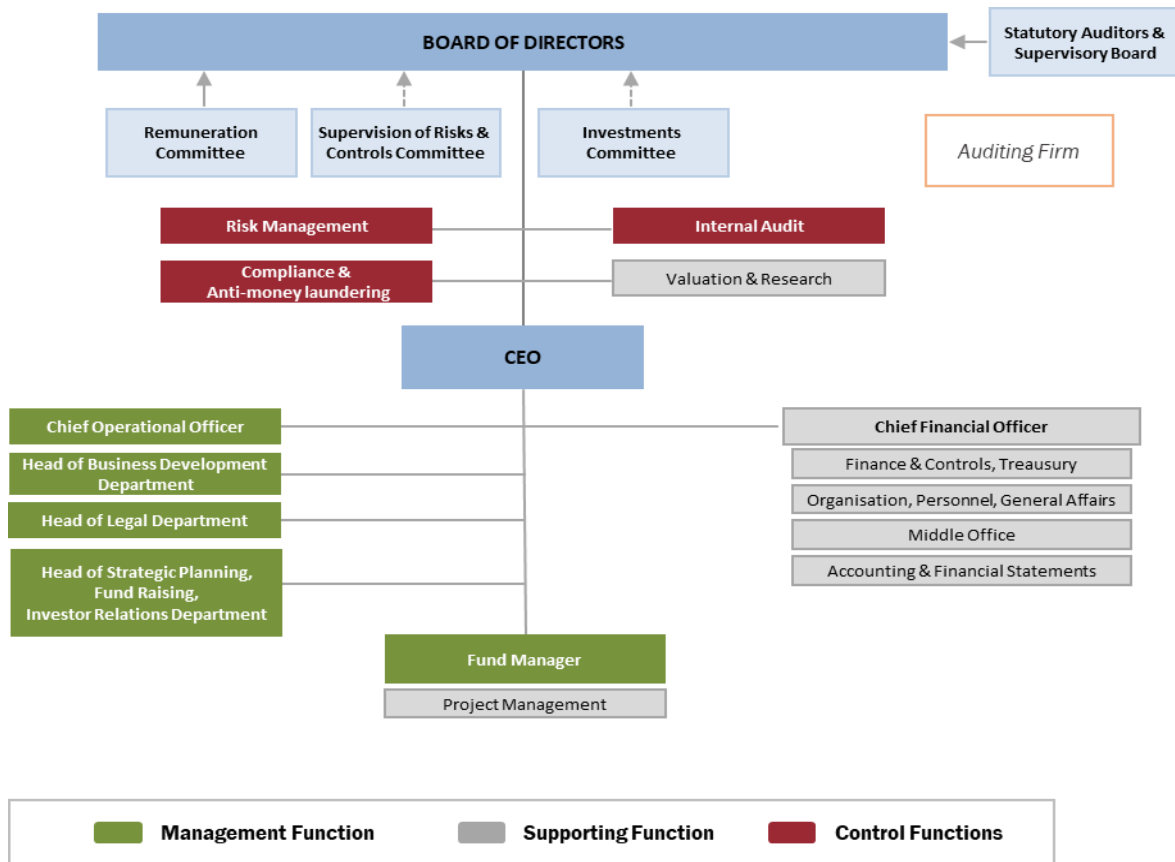 BOARD OF DIRECTORS
Statutory Auditors &
Supervisory Board
Remuneration
Committee
Supervision of Risks &
Controls Committee
Investments
Committee
Auditing Firm
Risk Management
Internal Audit
Compliance &
Anti-money laundering
Valuation & Research
CEO
Chief Operational Officer
Chief Financial Officer
Head of Business Development
Department
Finance & Controls, Treausury
Organisation, Personnel, General Affairs
Head of Legal Department
Middle Office
Head of Strategic Planning,
Fund Raising,
Investor Relations Department
Accounting & Financial Statements
Fund Manager
Project Management
Management Function
Supporting Function
Control Functions